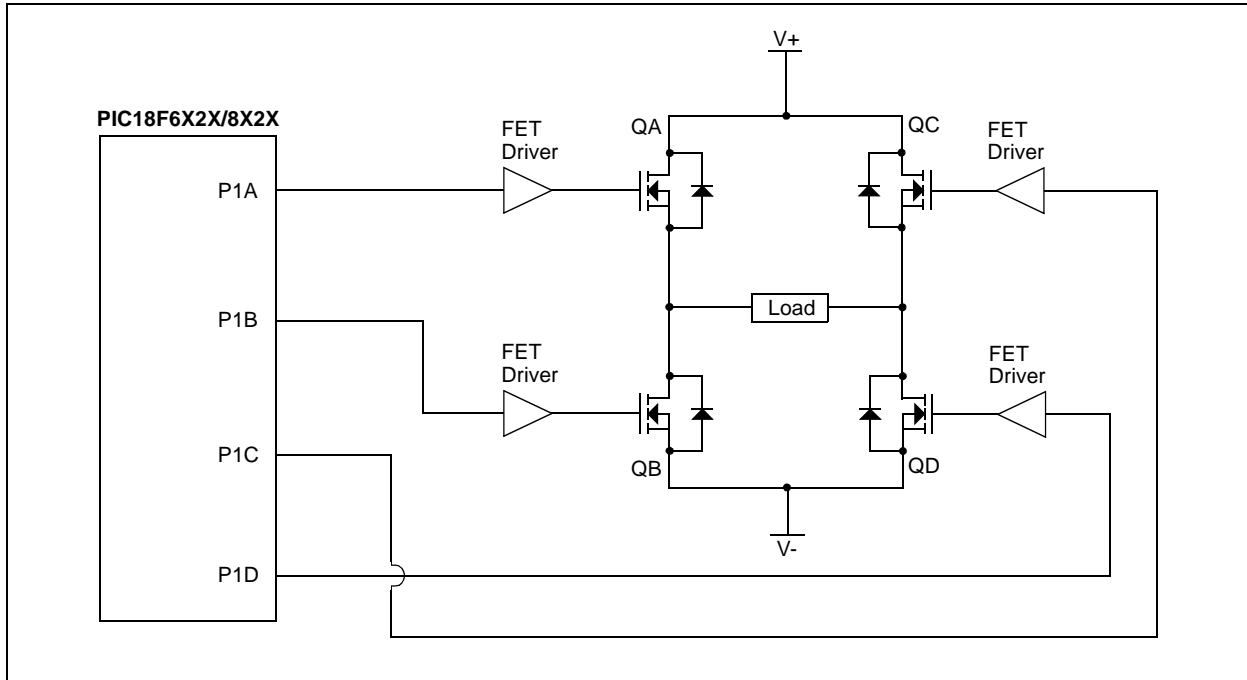 V+
PIC18F6X2X/8X2X
FET
Driver
QA
QC
FET
Driver
P1A
P1B
Load
FET
Driver
FET
Driver
P1C
QB
QD
V-
P1D